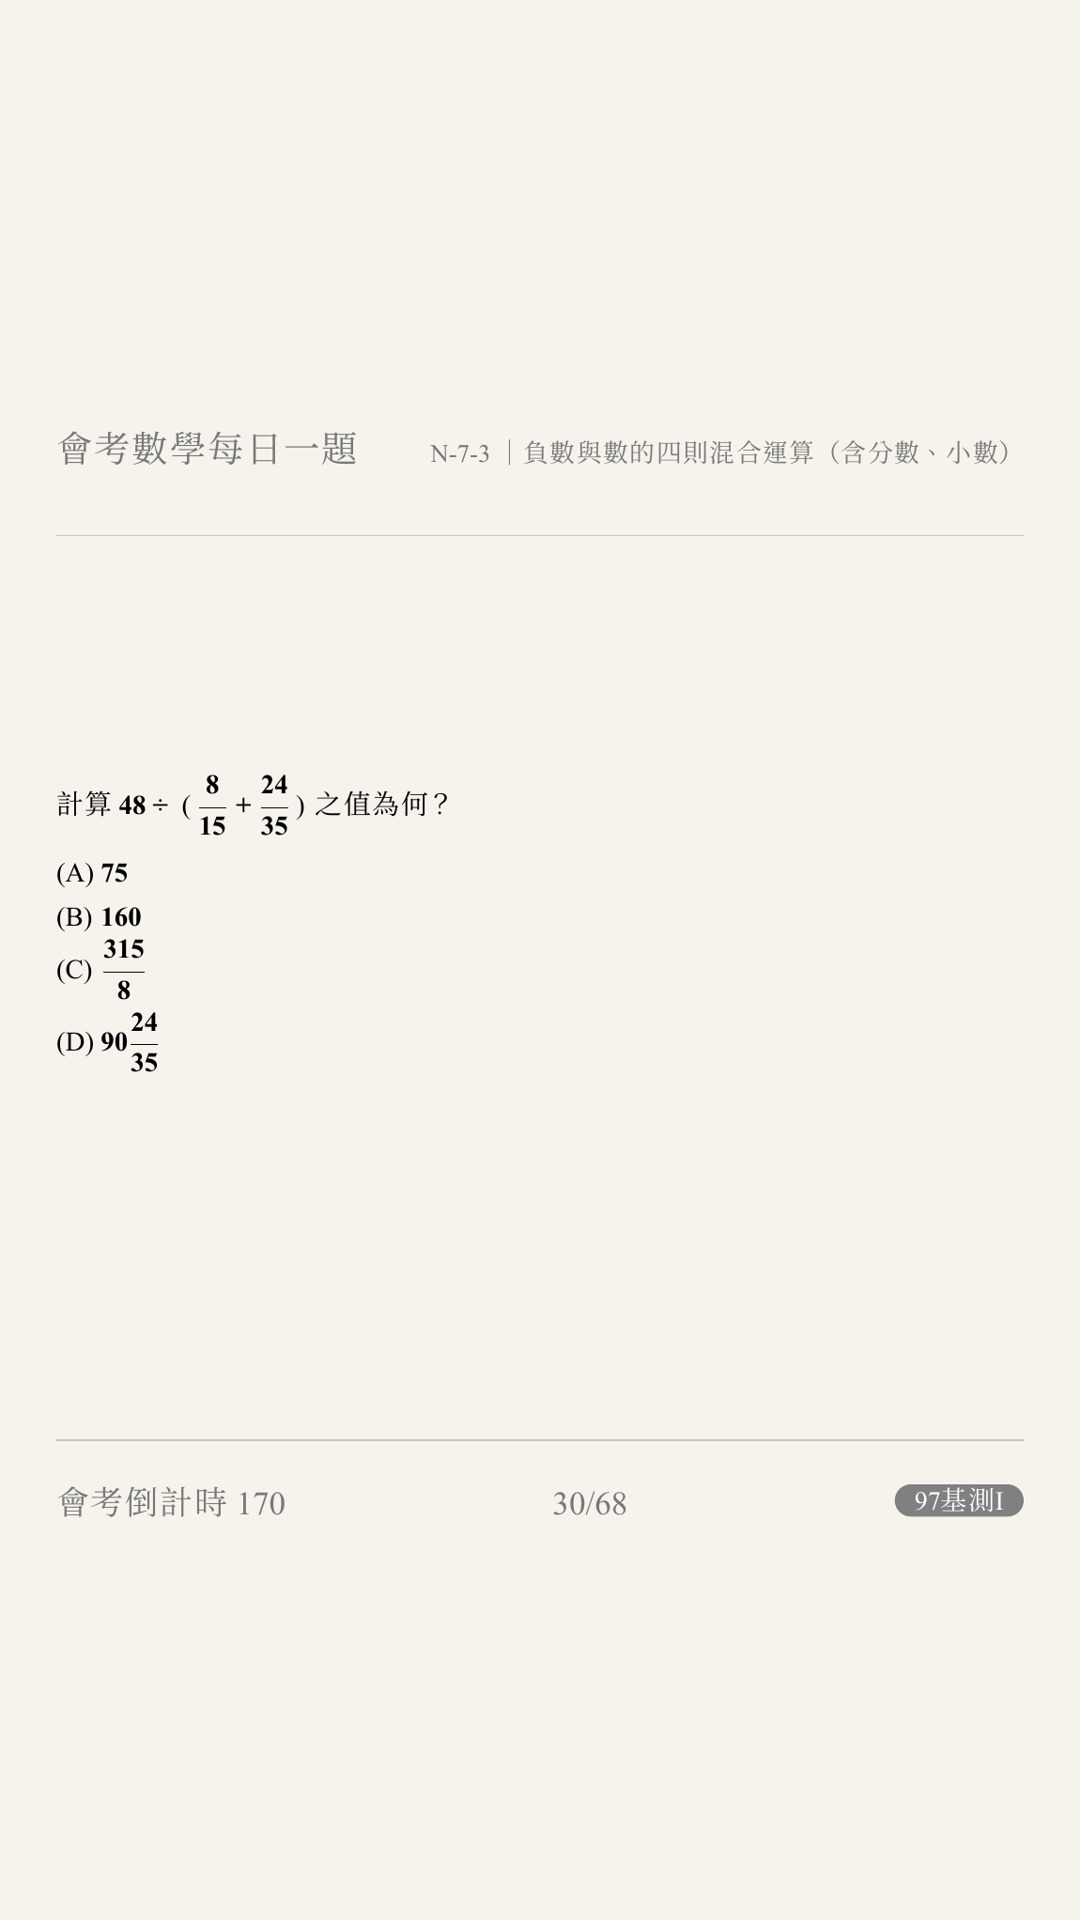 會考數學每日一題
N-7-3｜負數與數的四則混合運算（含分數、小數）
計算 48÷（8/15+24/35）之值為何？
(A) 75
(B) 160
(C) 315/8
(D) 90 24/35
會考倒計時 170
30/68
97基測I